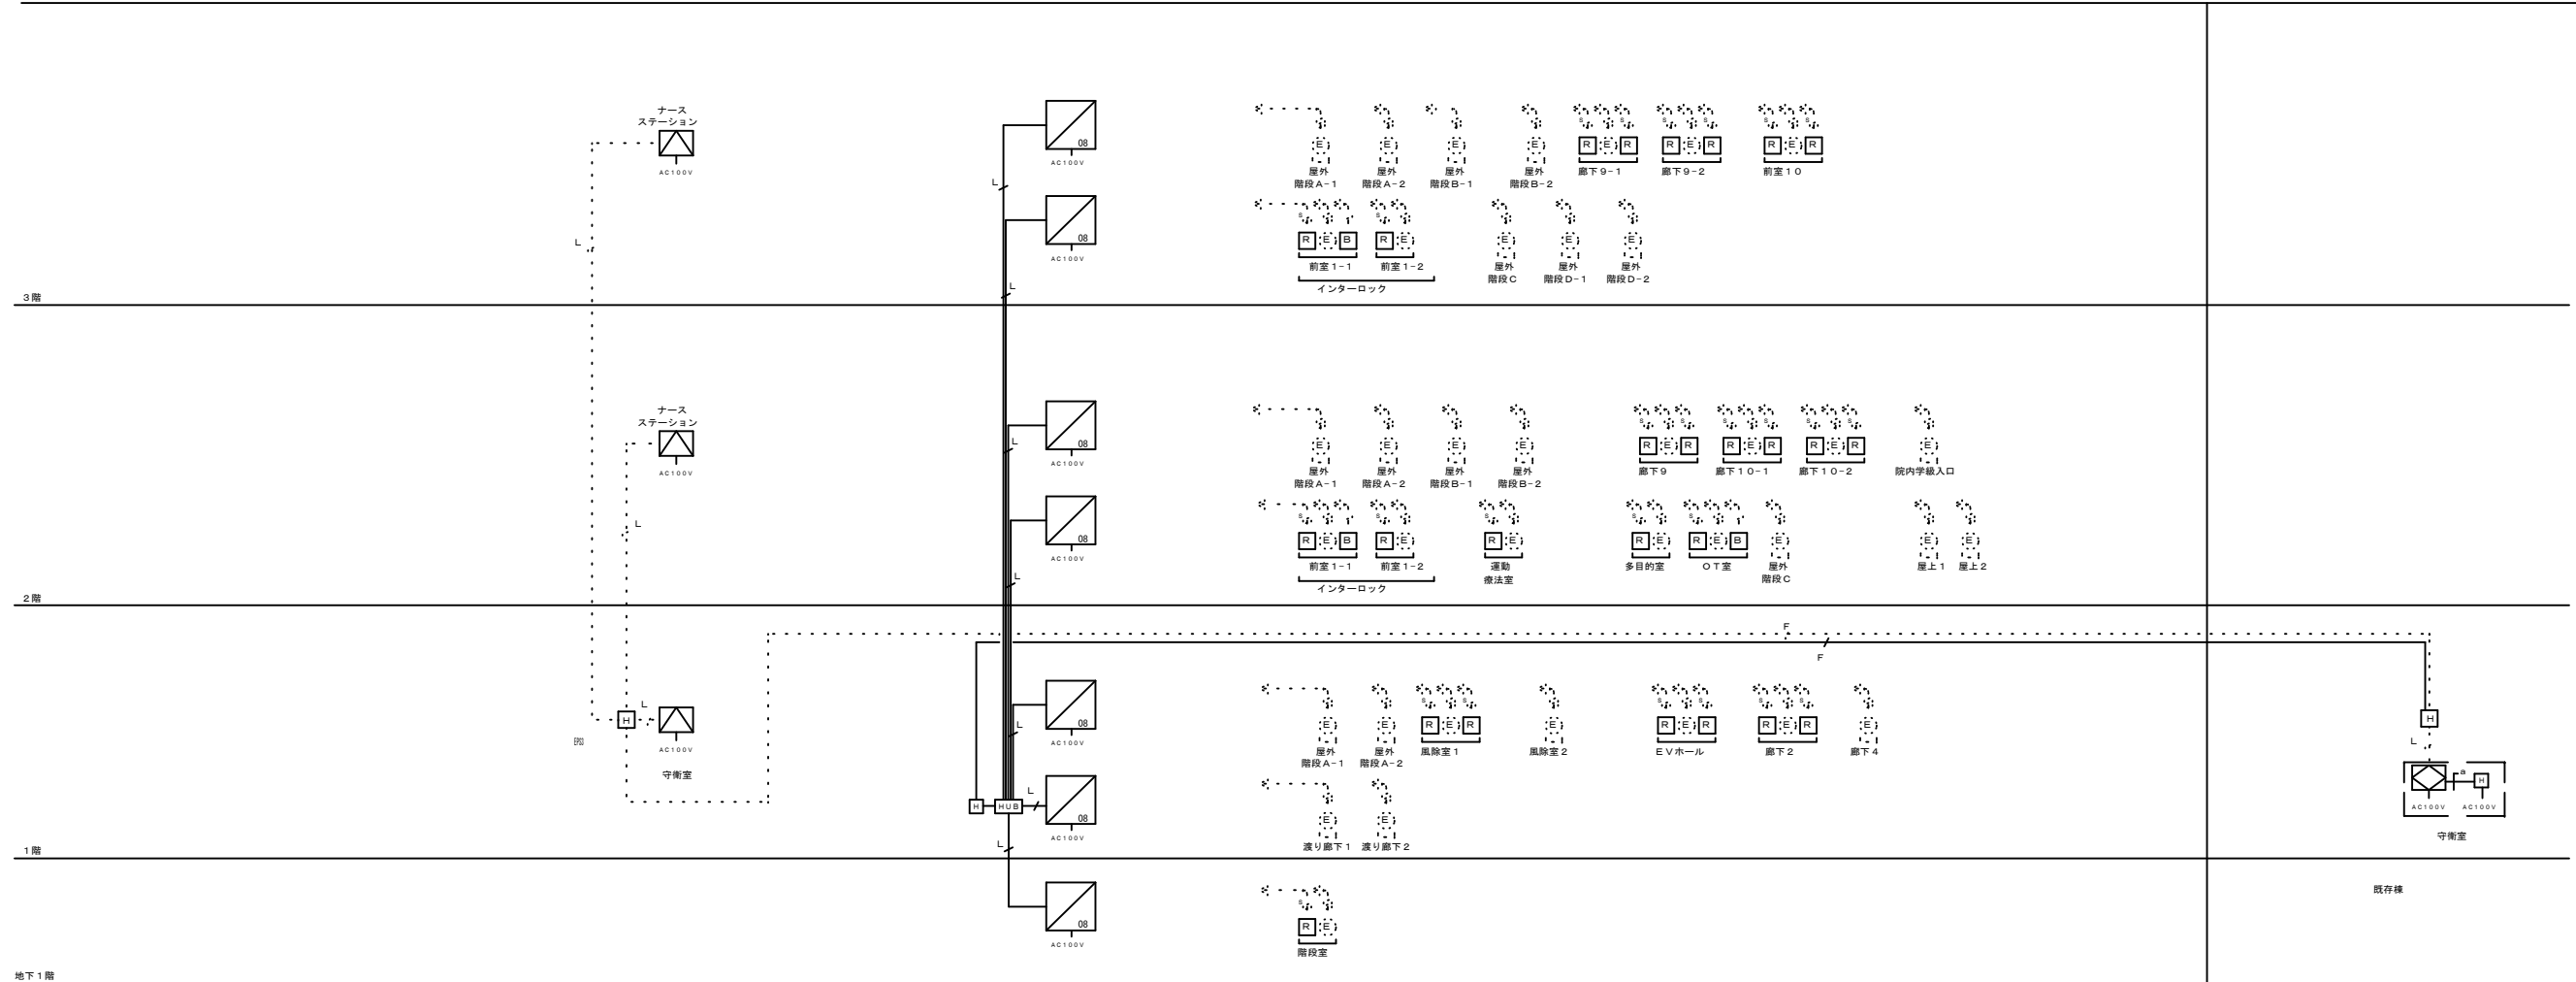 ナース
ステーション
AC100V
L
08
AC100V
L
S S S S S S
E E E E R E R R E R R E R
屋外 屋外 屋外 屋外 廊下9-1 廊下9-2 前室10
階段A-1 階段A-2 階段B-1 階段B-2
08
AC100V
L
S S
R E B R E E E E
前室1-1 前室1-2 屋外 屋外 屋外
階段C 階段D-1 階段D-2
インターロック
3階
ナース
ステーション
AC100V
L
08
AC100V
L
S S S S S S
E E E E R E R R E R R E R E
屋外 屋外 屋外 屋外 廊下9 廊下10-1 廊下10-2 院内学級入口
階段A-1 階段A-2 階段B-1 階段B-2
08
AC100V
L
S S S S S
R E B R E R E R E R E B E E E
前室1-1 前室1-2 運動 多目的室 OT室 屋外 屋上1 屋上2
療法室 階段C
インターロック
2階
F
F
H
L
AC100V
守衛室
08
AC100V
L
S S S S S S
E E R E R E R E R R E R E
屋外 屋外 風除室1 風除室2 EVホール 廊下2 廊下4
階段A-1 階段A-2
H
HUB
L
08
AC100V
E E
渡り廊下1 渡り廊下2
H
L
a
H
AC100V AC100V
守衛室
1階
L
08
AC100V
S
R E
階段室
既存棟
地下1階